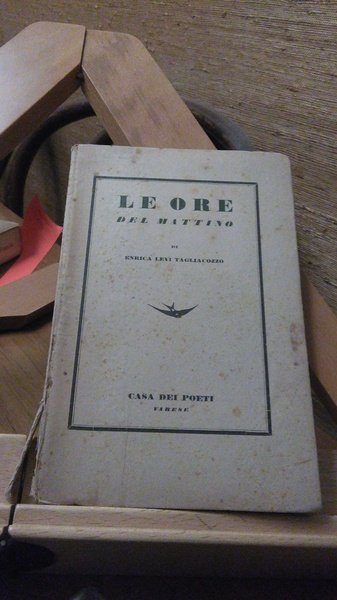 LE ORE
DEL MATTINO
DI
ENRICA LEVI TAGLIACOZZO
CASA DEI POETI
VARESE